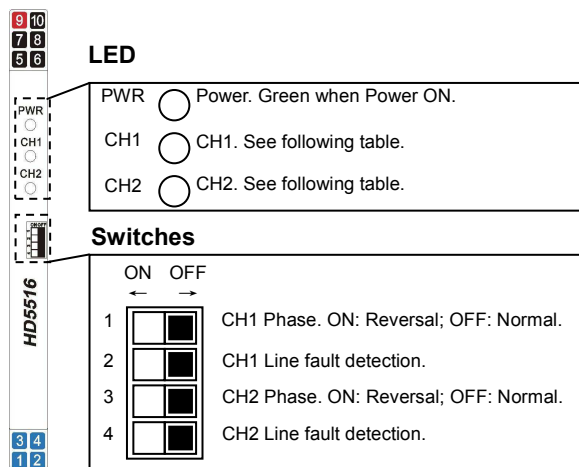 9 10
7 8
5 6
PWR
CH1
CH2
ON OFF
HD5516
3 4
1 2
LED
PWR Power. Green when Power ON.
CH1 CH1. See following table.
CH2 CH2. See following table.
Switches
ON OFF
← →
1 CH1 Phase. ON: Reversal; OFF: Normal.
2 CH1 Line fault detection.
3 CH2 Phase. ON: Reversal; OFF: Normal.
4 CH2 Line fault detection.